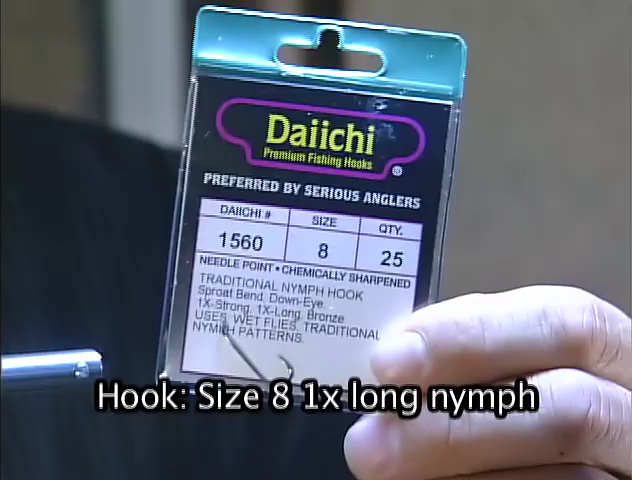 Daiichi
Premium Fishing Hooks
®
PREFERRED BY SERIOUS ANGLERS
DAIICHI # SIZE QTY.
1560 8 25
NEEDLE POINT • CHEMICALLY SHARPENED
TRADITIONAL NYMPH HOOK
Sproat Bend, Down-Eye,
1X-Strong, 1X-Long, Bronze
USES: WET FLIES, TRADITIONAL
NYMPH PATTERNS.
Hook: Size 8 1x long nymph